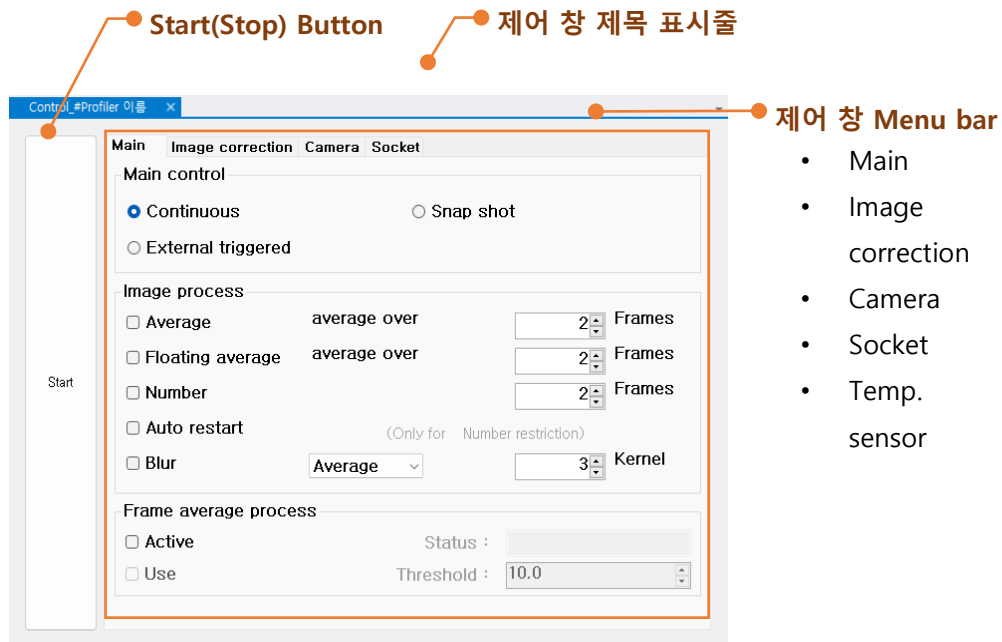 Start(Stop) Button
제어 창 제목 표시줄
Control_#Profiler 이름 ×
제어 창 Menu bar
• Main
• Image
correction
• Camera
• Socket
• Temp.
sensor
Start
Main Image correction Camera Socket
Main control
Continuous Snap shot
External triggered
Image process
Average average over 2 Frames
Floating average average over 2 Frames
Number 2 Frames
Auto restart (Only for Number restriction)
Blur Average 3 Kernel
Frame average process
Active Status :
Use Threshold : 10.0